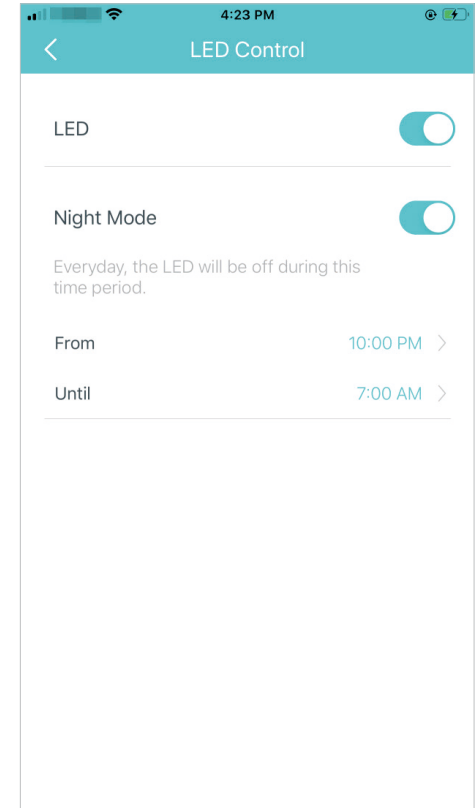 4:23 PM
LED Control
LED
Night Mode
Everyday, the LED will be off during this
time period.
From 10:00 PM
Until 7:00 AM